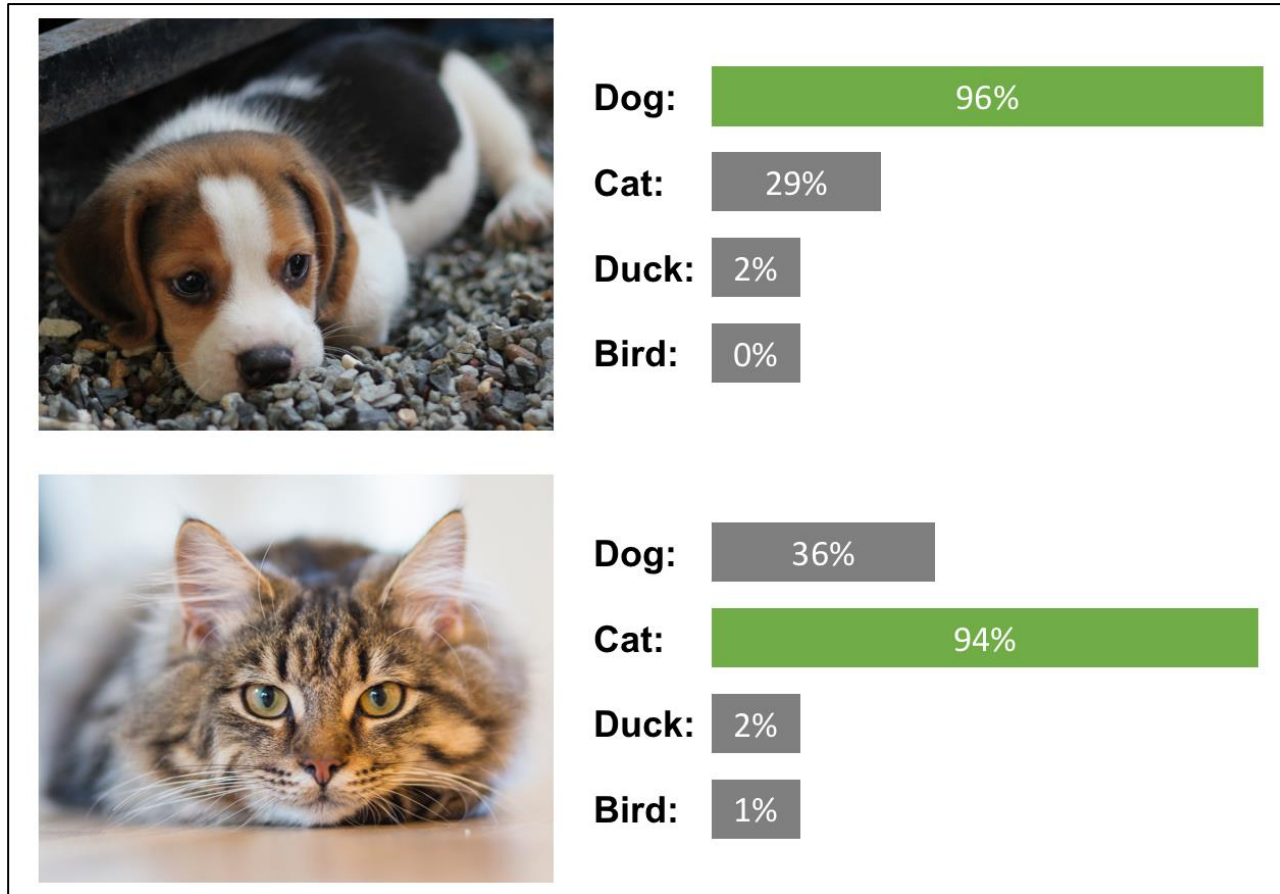 Dog: 96%
Cat: 29%
Duck: 2%
Bird: 0%
Dog: 36%
Cat: 94%
Duck: 2%
Bird: 1%